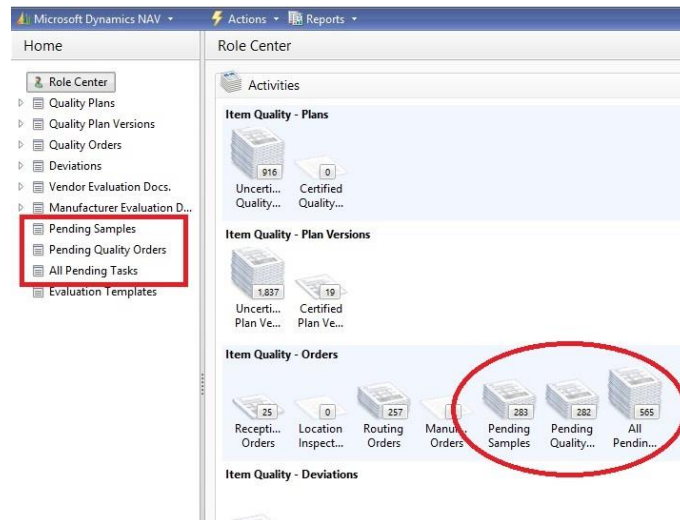 Microsoft Dynamics NAV Actions Reports
Home
Role Center
Role Center
Quality Plans
Quality Plan Versions
Quality Orders
Deviations
Vendor Evaluation Docs.
Manufacturer Evaluation D...
Pending Samples
Pending Quality Orders
All Pending Tasks
Evaluation Templates
Activities
Item Quality - Plans
916 0
Uncerti... Certified
Quality... Quality...
Item Quality - Plan Versions
1.837 19
Uncerti... Certified
Plan Ve... Plan Ve...
Item Quality - Orders
25 0 257 283 282 565
Recepti... Location Routing Manuf... Pending Pending All
Orders Inspect... Orders Orders Samples Quality... Pendin...
Item Quality - Deviations